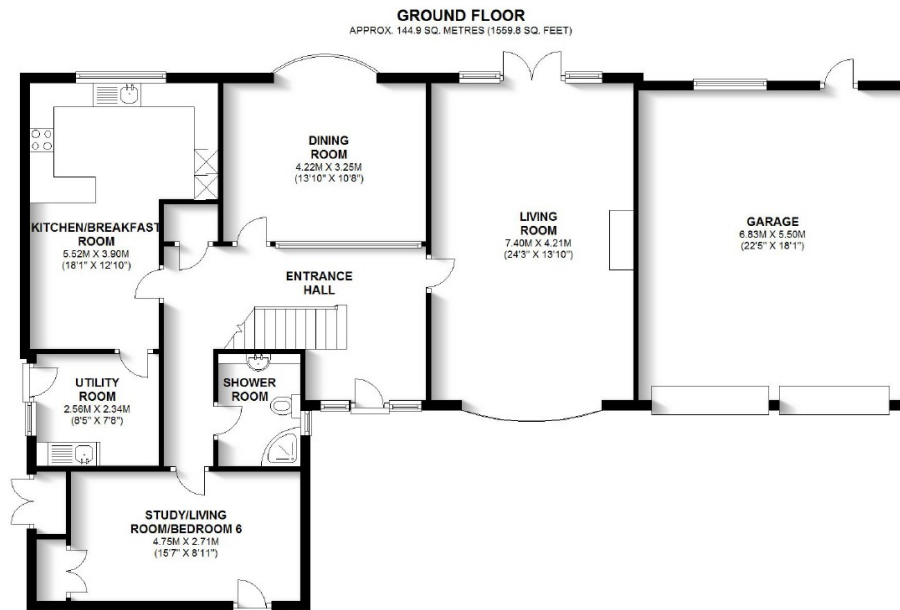 GROUND FLOOR
APPROX. 144.9 SQ. METRES (1559.8 SQ. FEET)
DINING
ROOM
4.22M X 3.25M
(13'10" X 10'8")
KITCHEN/BREAKFAST
ROOM
5.52M X 3.90M
(18'1" X 12'10")
LIVING
ROOM
7.40M X 4.21M
(24'3" X 13'10")
GARAGE
6.83M X 5.50M
(22'5" X 18'1")
ENTRANCE
HALL
UTILITY
ROOM
2.56M X 2.34M
(8'5" X 7'8")
SHOWER
ROOM
STUDY/LIVING
ROOM/BEDROOM 6
4.75M X 2.71M
(15'7" X 8'11")